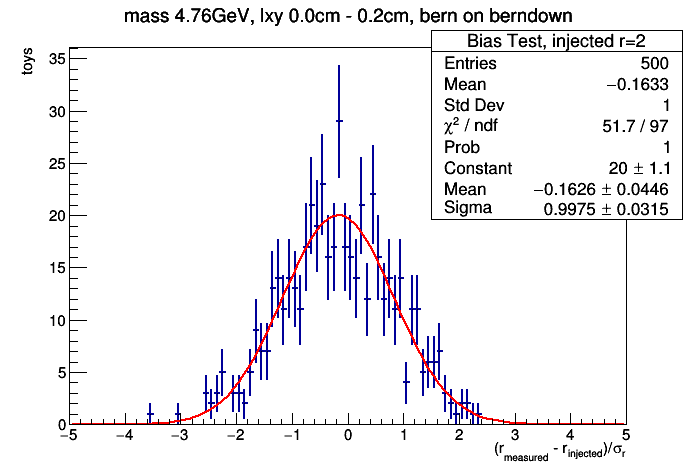 mass 4.76GeV, lxy 0.0cm - 0.2cm, bern on berndown
Bias Test, injected r=2
Entries 500
Mean −0.1633
Std Dev 1
χ² / ndf 51.7 / 97
Prob 1
Constant 20 ± 1.1
Mean −0.1626 ± 0.0446
Sigma 0.9975 ± 0.0315
toys
35
30
25
20
15
10
5
0
−5 −4 −3 −2 −1 0 1 2 3 4 5
(r_measured - r_injected)/σ_r